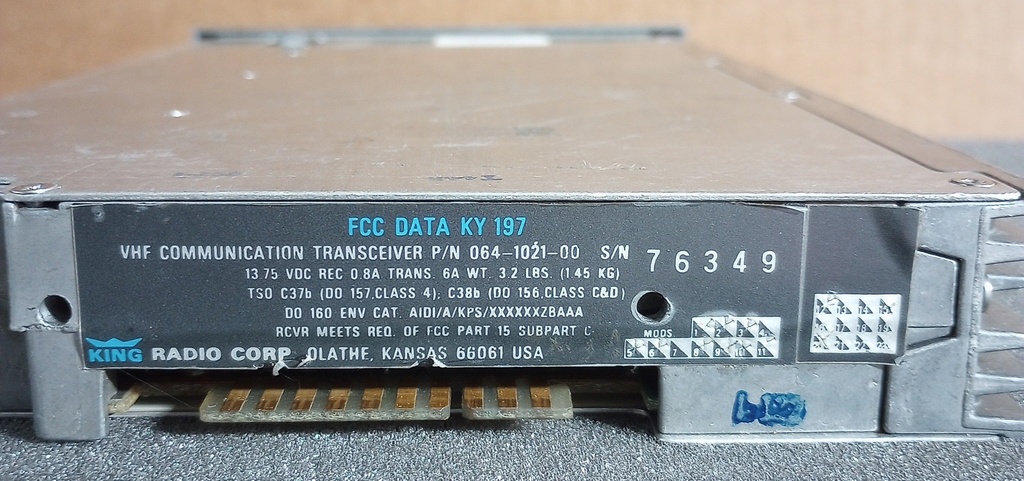 FCC DATA KY 197
VHF COMMUNICATION TRANSCEIVER P/N 064-1021-00 S/N 76349
13.75 VDC REC 0.8A TRANS. 6A WT. 3.2 LBS. (1.45 KG)
TSO C37b (DO 157,CLASS 4); C38b (DO 156,CLASS C&D)
DO 160 ENV CAT. AIDI/A/KPS/XXXXXXZBAAA
RCVR MEETS REQ. OF FCC PART 15 SUBPART C
MODS
KING RADIO CORP. OLATHE, KANSAS 66061 USA